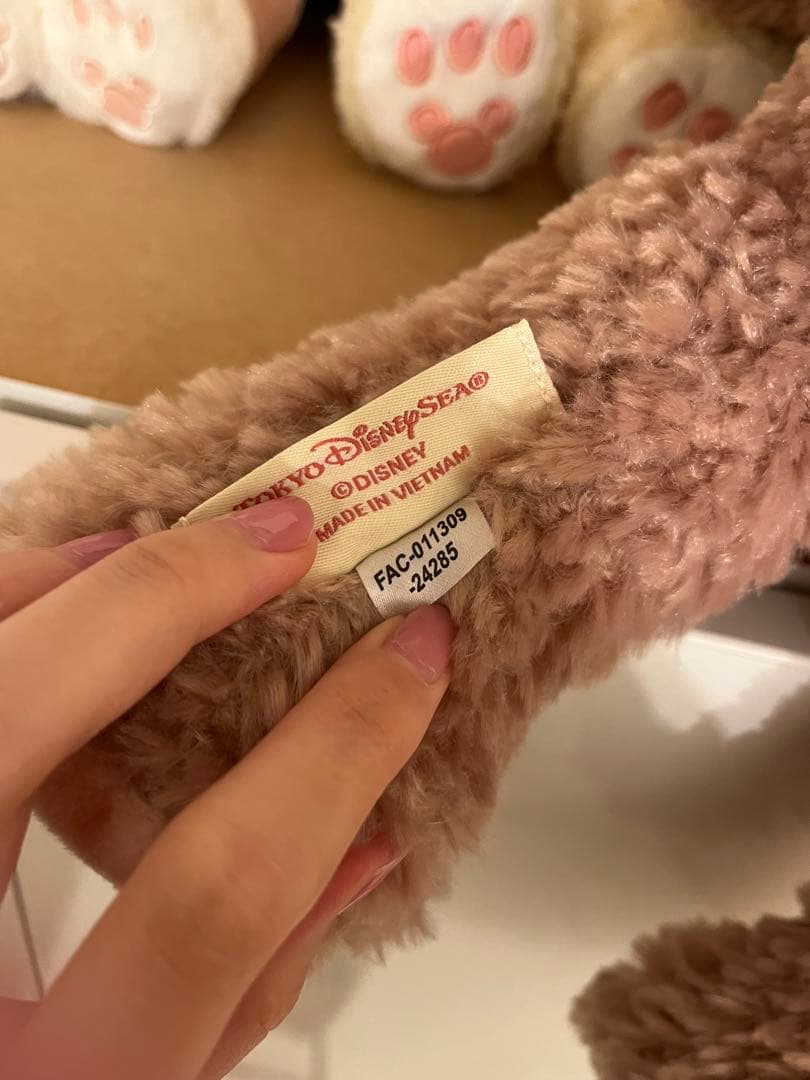 TOKYO DISNEYSEA®
©DISNEY
MADE IN VIETNAM
FAC-011309
-24285